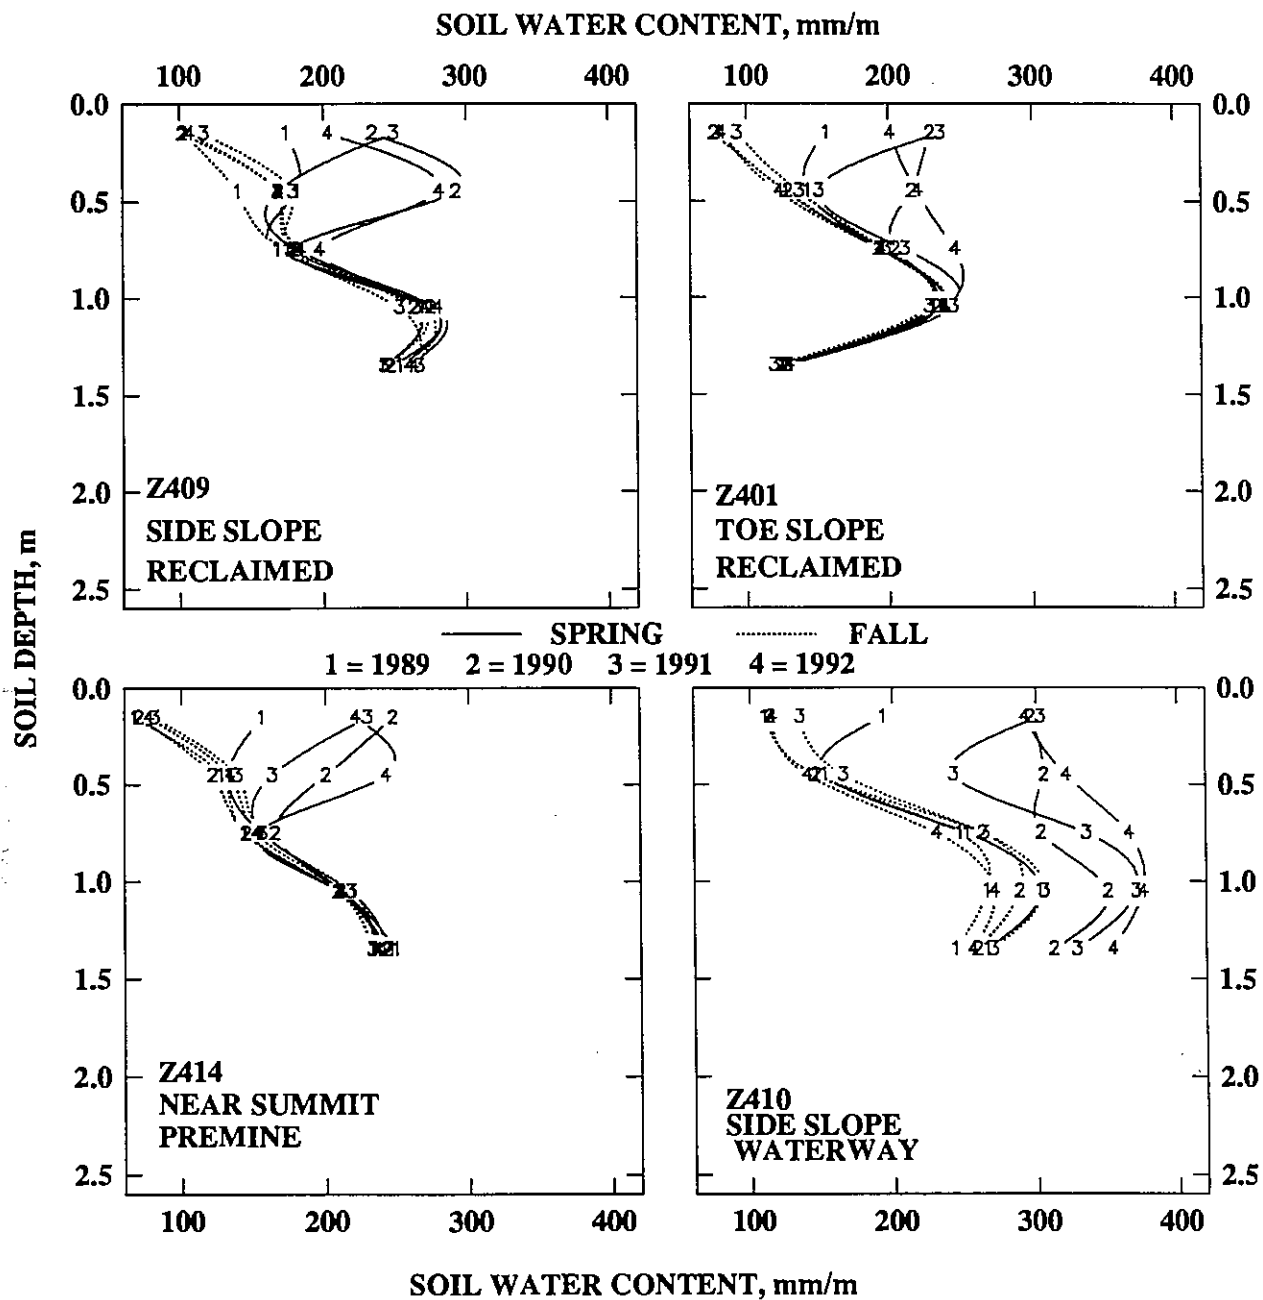 SOIL WATER CONTENT, mm/m
100 200 300 400 100 200 300 400
0.0 0.0
0.5 0.5
1.0 1.0
1.5 1.5
2.0 2.0
2.5 2.5
Z409
SIDE SLOPE
RECLAIMED
Z401
TOE SLOPE
RECLAIMED
SOIL DEPTH, m
SPRING FALL
1 = 1989 2 = 1990 3 = 1991 4 = 1992
0.0 0.0
0.5 0.5
1.0 1.0
1.5 1.5
2.0 2.0
2.5 2.5
Z414
NEAR SUMMIT
PREMINE
Z410
SIDE SLOPE
WATERWAY
100 200 300 400 100 200 300 400
SOIL WATER CONTENT, mm/m